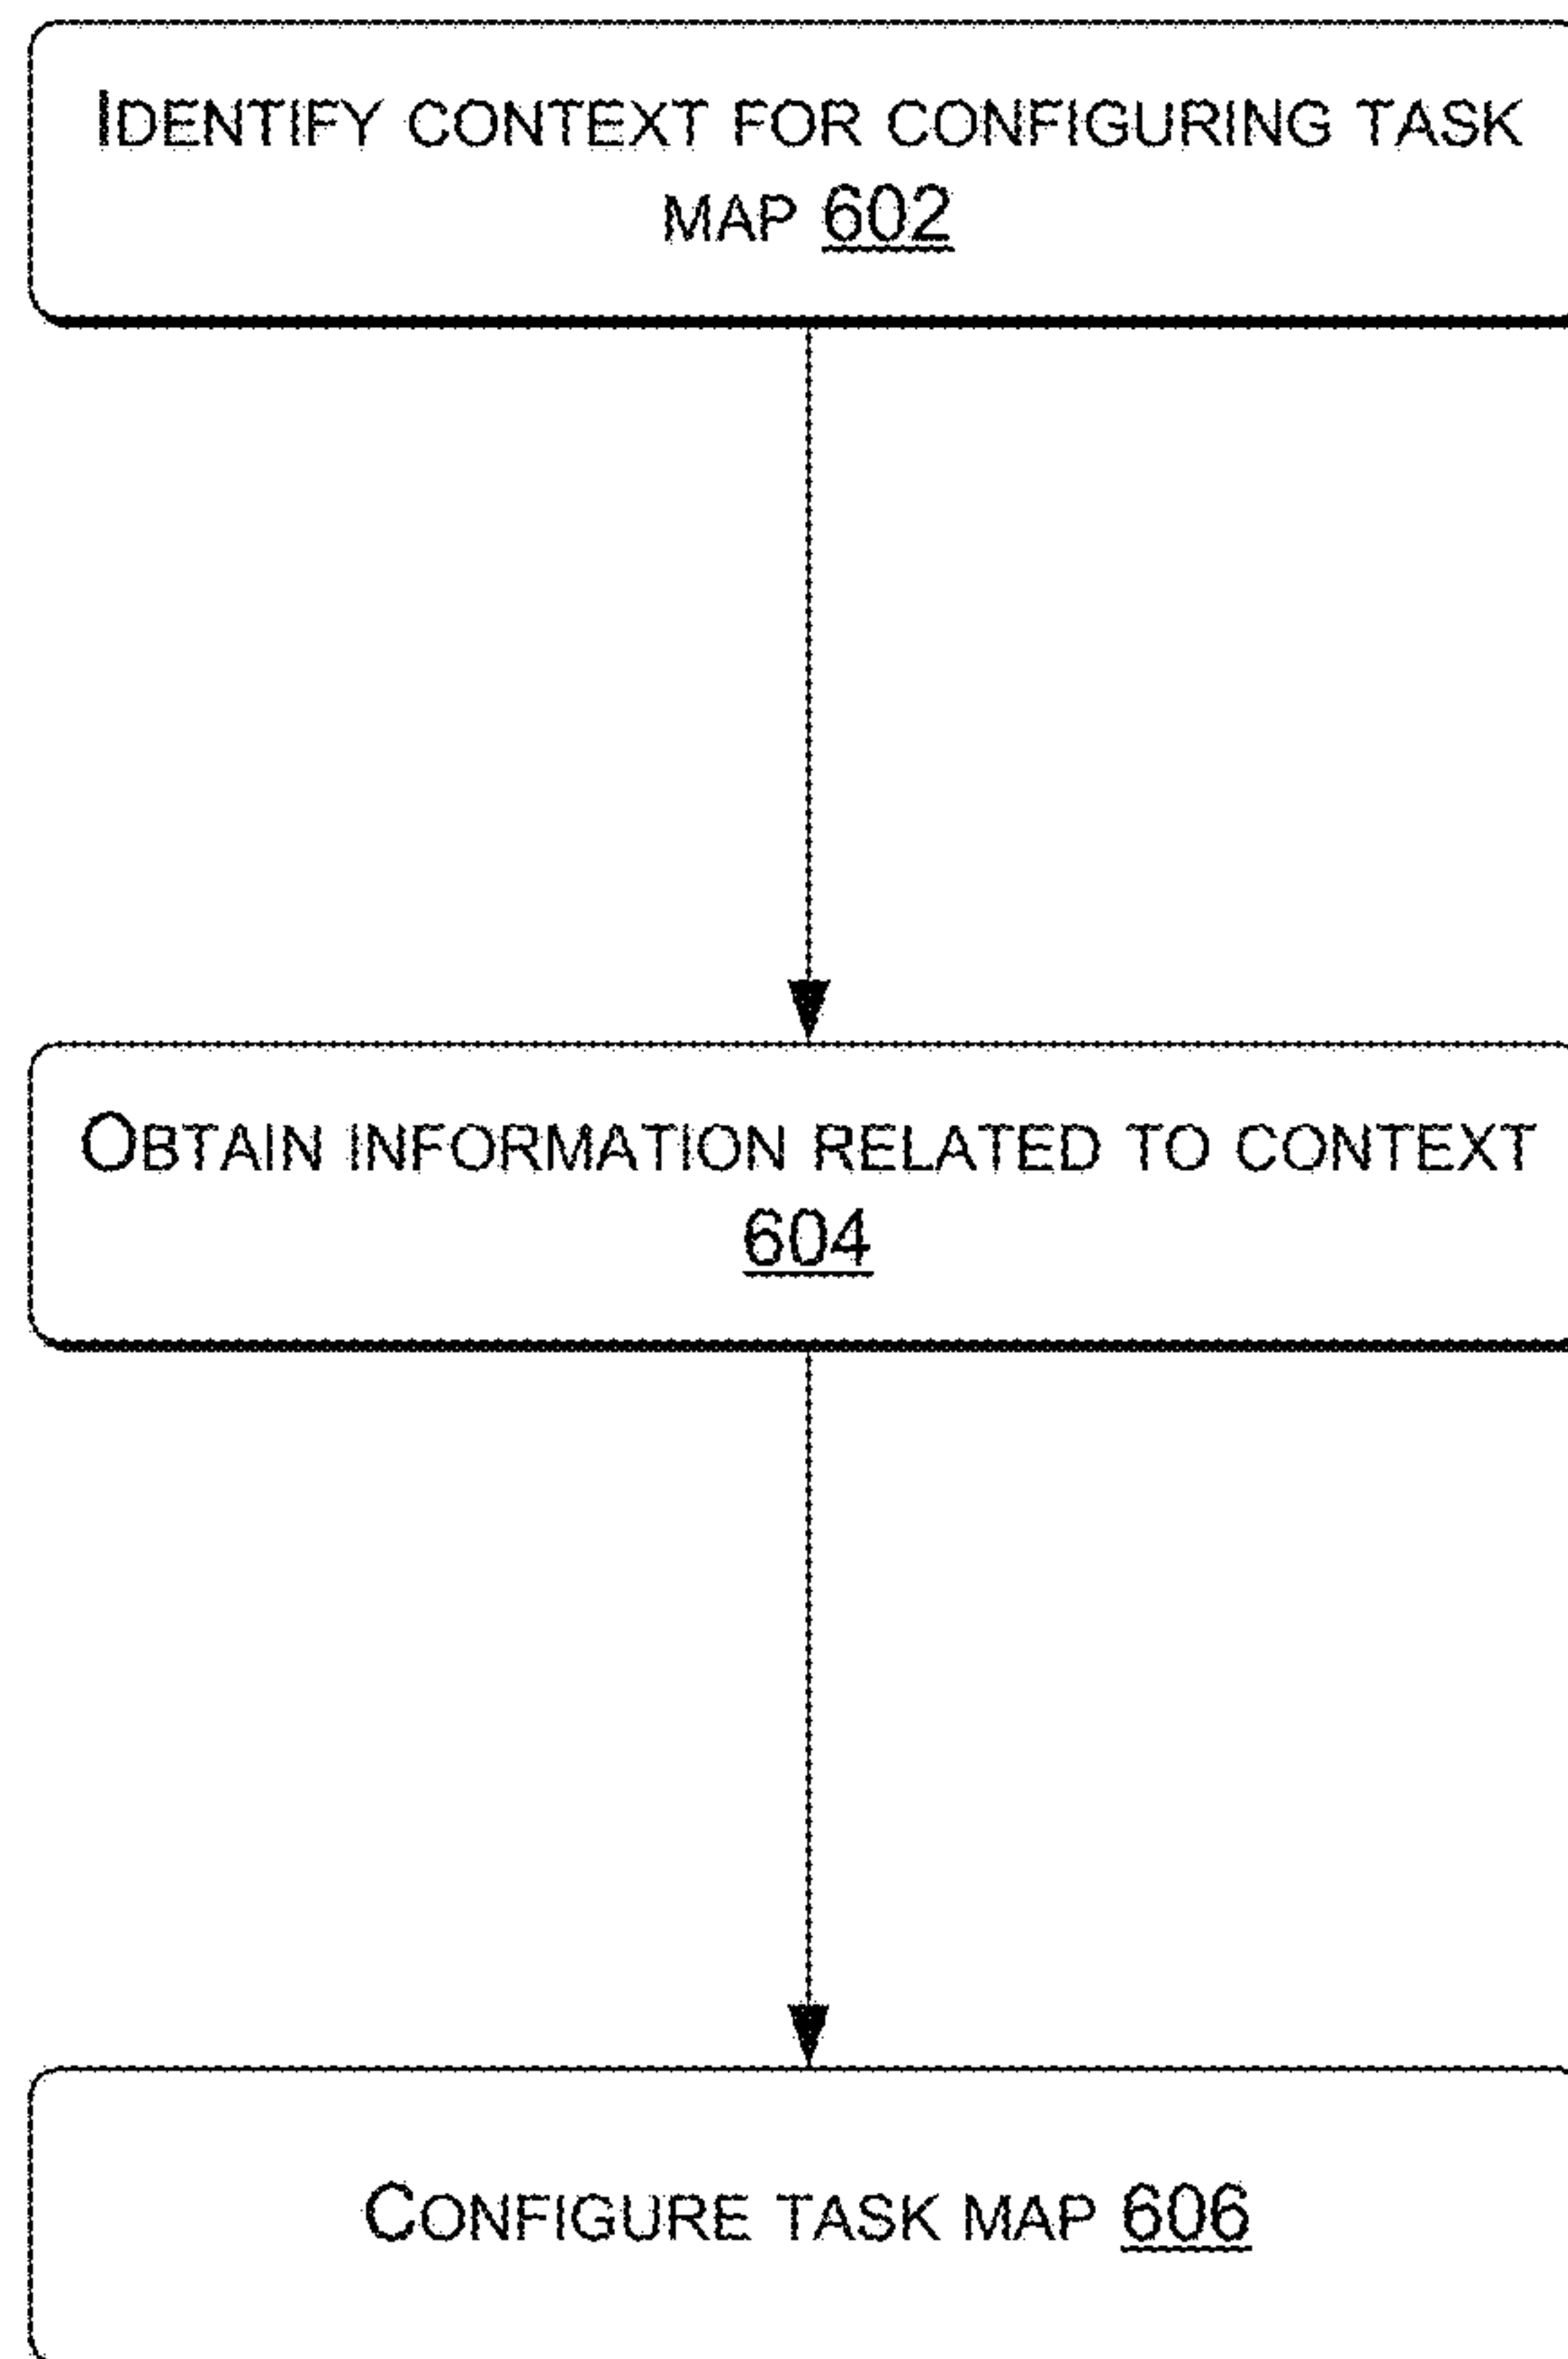 IDENTIFY CONTEXT FOR CONFIGURING TASK
MAP 602
OBTAIN INFORMATION RELATED TO CONTEXT
604
CONFIGURE TASK MAP 606